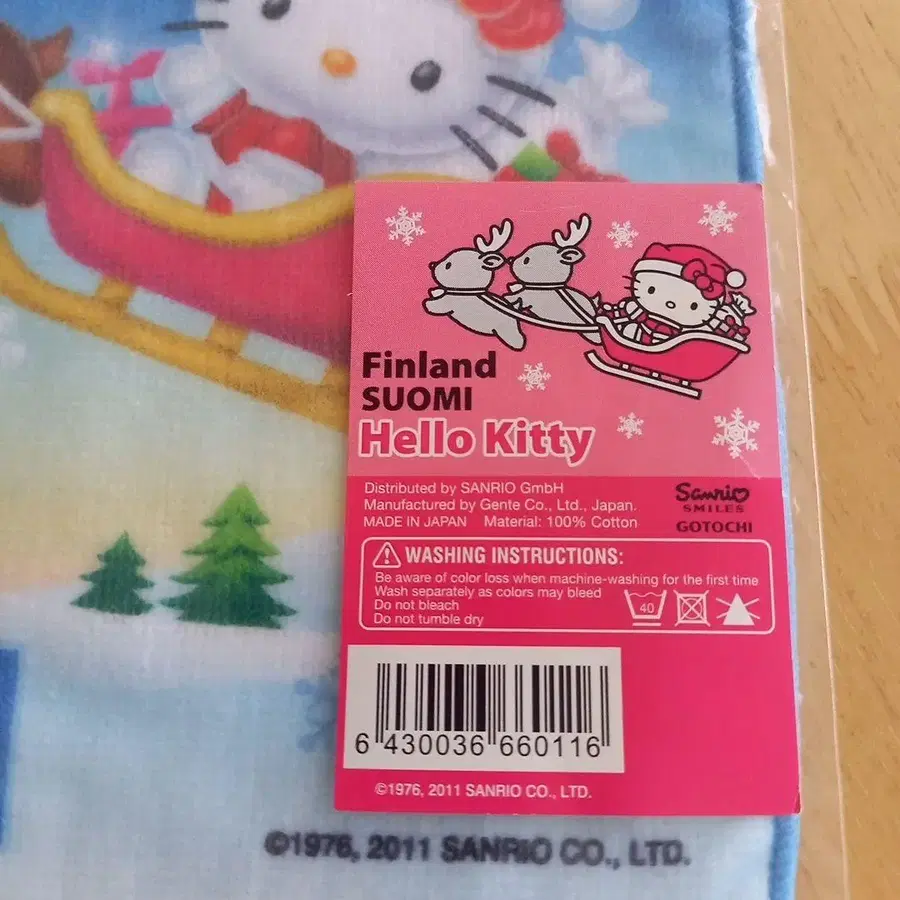 Finland
SUOMI
Hello Kitty
Distributed by SANRIO GmbH
Manufactured by Gente Co., Ltd., Japan.
MADE IN JAPAN Material: 100% Cotton
Sanrio
SMILES
GOTOCHI
WASHING INSTRUCTIONS:
Be aware of color loss when machine-washing for the first time
Wash separately as colors may bleed
Do not bleach
Do not tumble dry
40
6 430036 660116
©1976, 2011 SANRIO CO., LTD.
©1976, 2011 SANRIO CO., LTD.